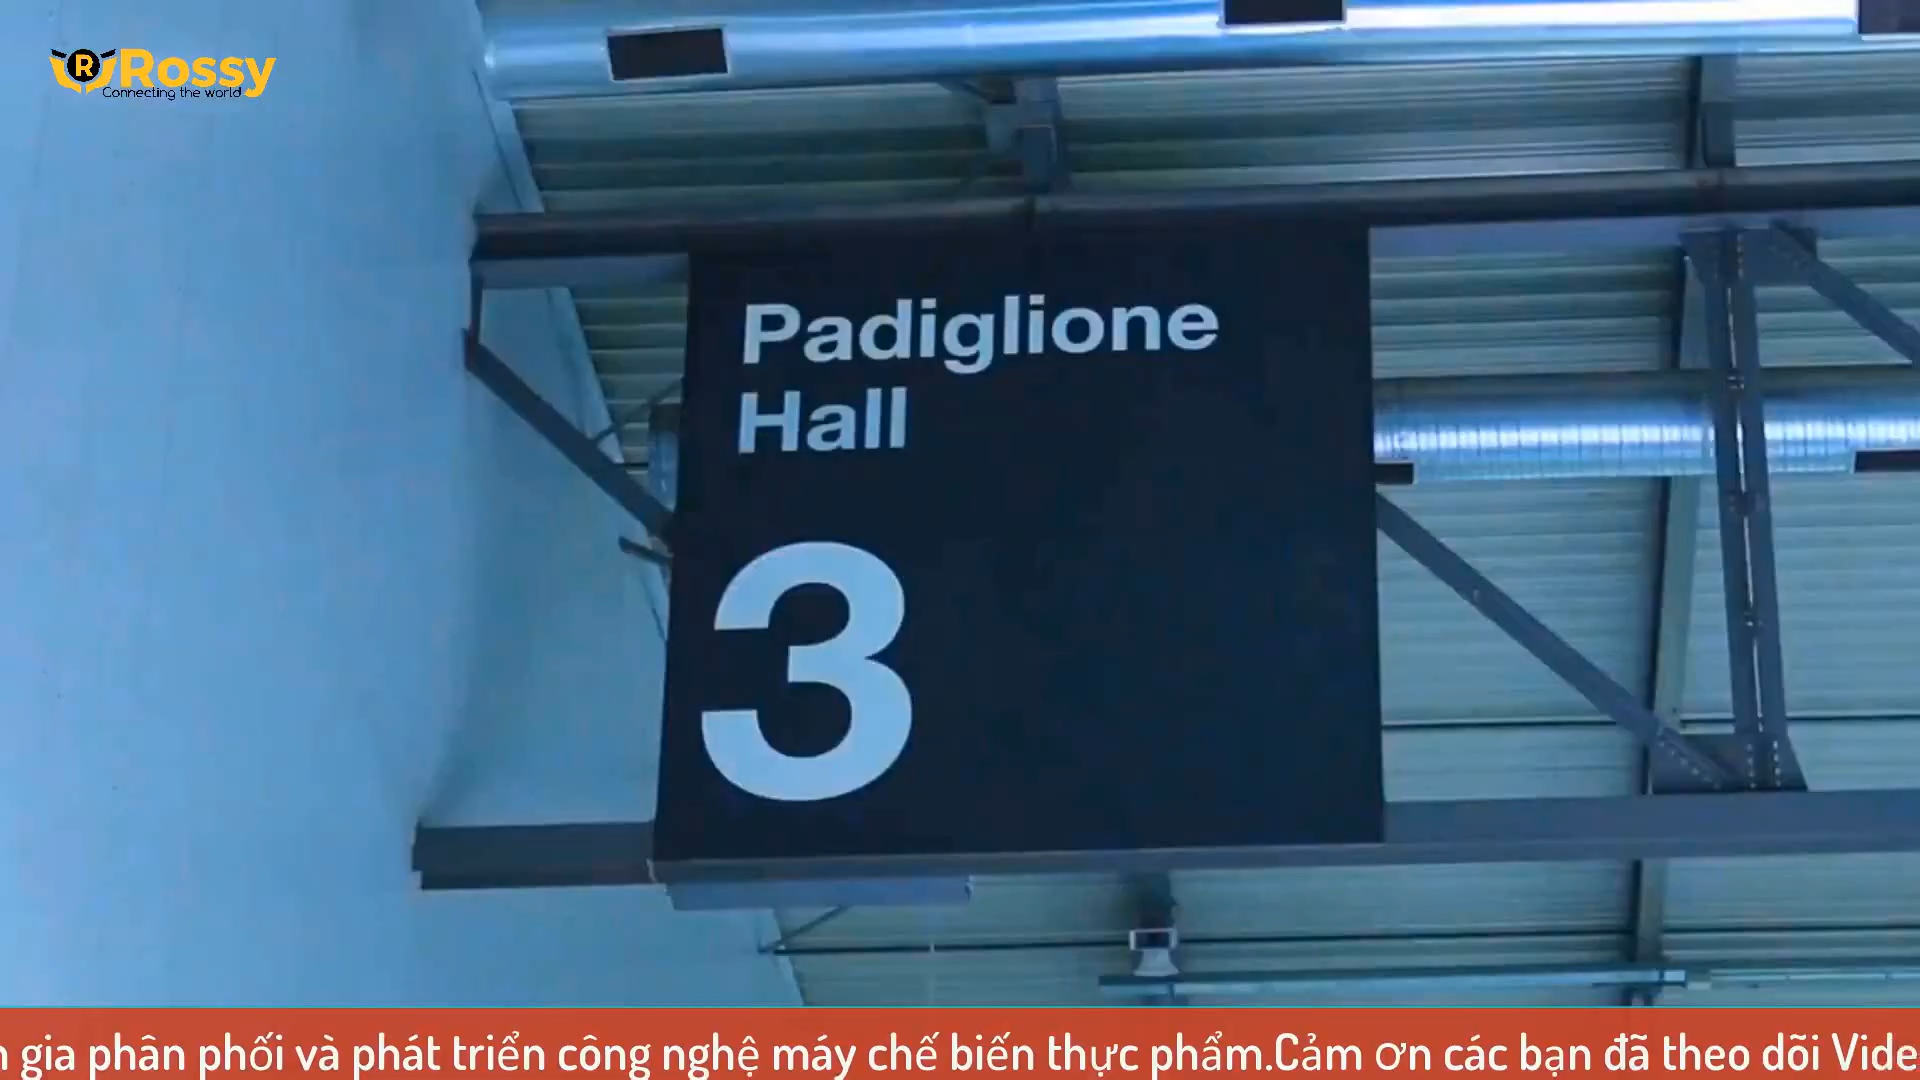 R Rossy
Connecting the world
Padiglione
Hall
3
gia phân phối và phát triển công nghệ máy chế biến thực phẩm.Cảm ơn các bạn đã theo dõi Vide